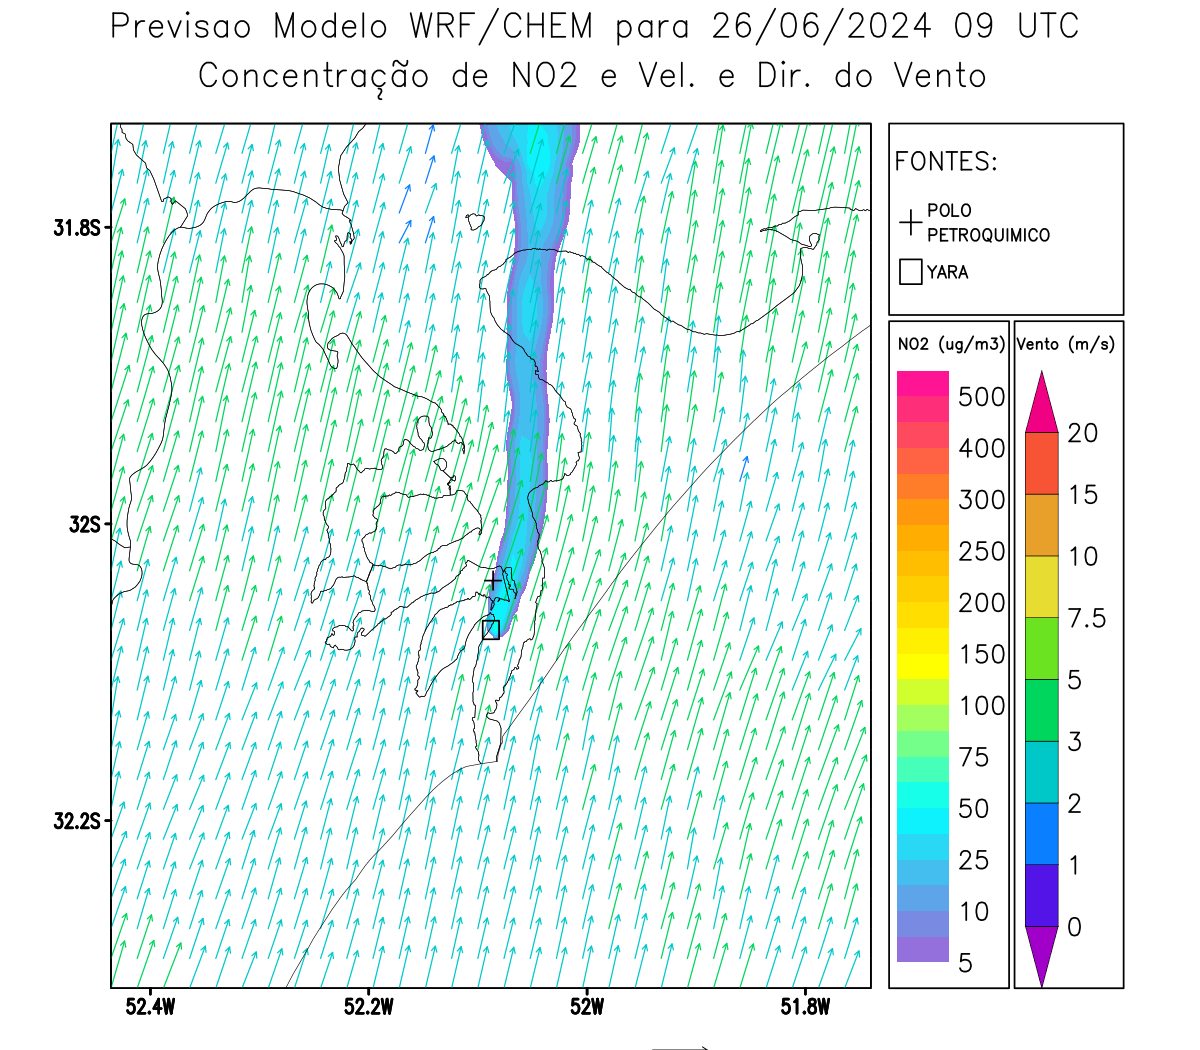 Previsao Modelo WRF/CHEM para 26/06/2024 09 UTC
Concentração de NO2 e Vel. e Dir. do Vento
FONTES:
POLO
PETROQUIMICO
YARA
31.8S
32S
32.2S
52.4W
52.2W
52W
51.8W
NO2 (ug/m3)
500
400
300
250
200
150
100
75
50
25
10
5
Vento (m/s)
20
15
10
7.5
5
3
2
1
0